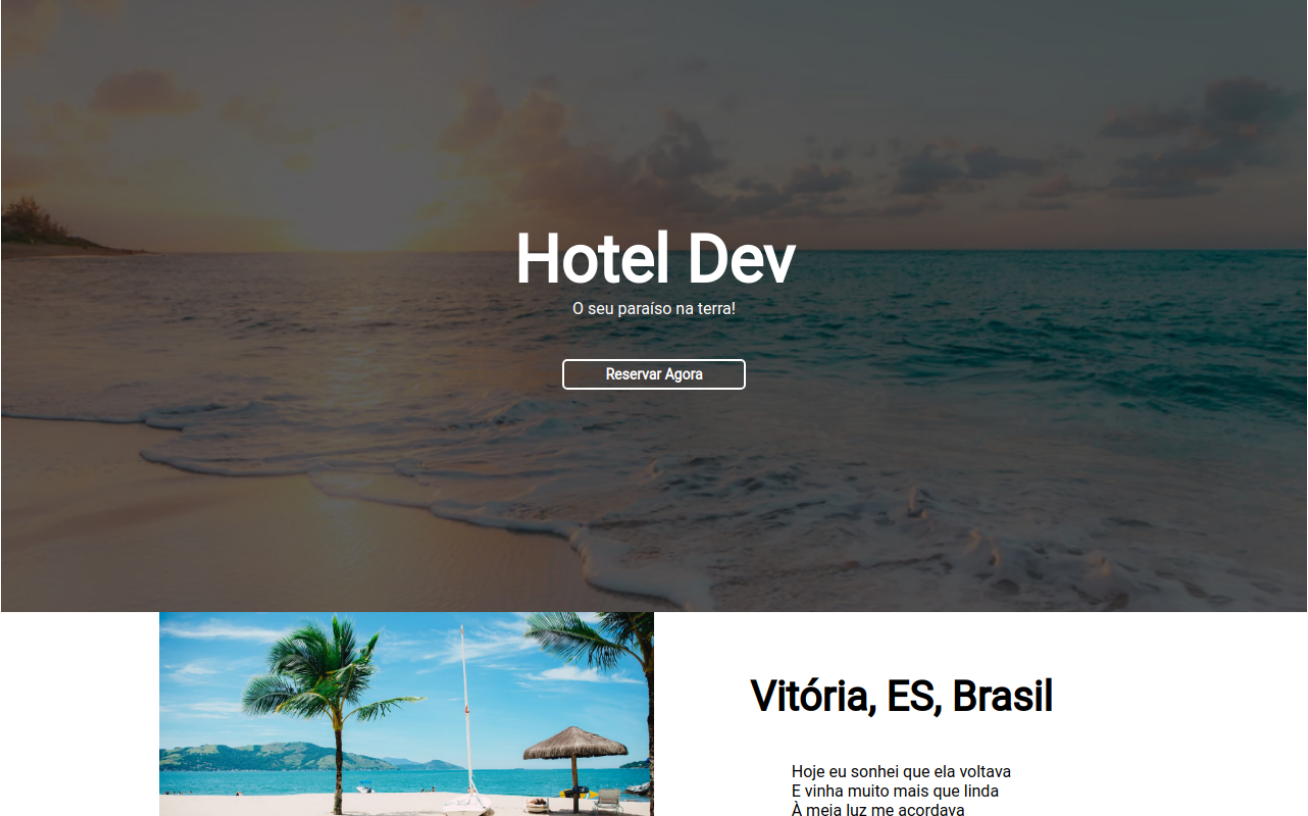 Hotel Dev
O seu paraíso na terra!
Reservar Agora
Vitória, ES, Brasil
Hoje eu sonhei que ela voltava
E vinha muito mais que linda
À meia luz me acordava